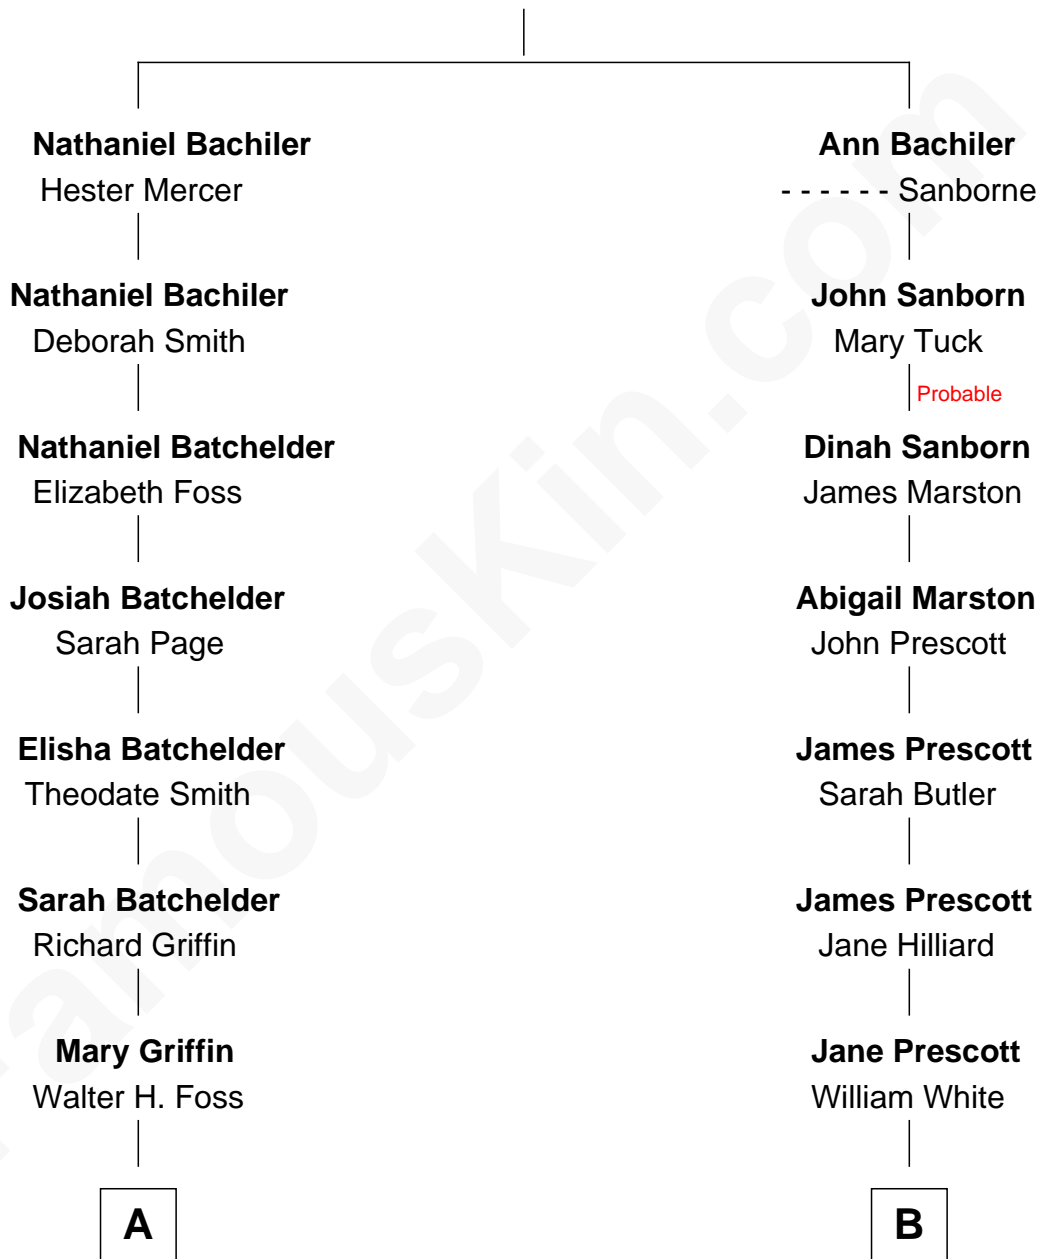 Nathaniel Bachiler
Hester Mercer
Ann Bachiler
- - - - - - Sanborne
Nathaniel Bachiler
Deborah Smith
John Sanborn
Mary Tuck
Probable
Nathaniel Batchelder
Elizabeth Foss
Dinah Sanborn
James Marston
Josiah Batchelder
Sarah Page
Abigail Marston
John Prescott
Elisha Batchelder
Theodate Smith
James Prescott
Sarah Butler
Sarah Batchelder
Richard Griffin
James Prescott
Jane Hilliard
Mary Griffin
Walter H. Foss
Jane Prescott
William White
A
B
FamousKin.com